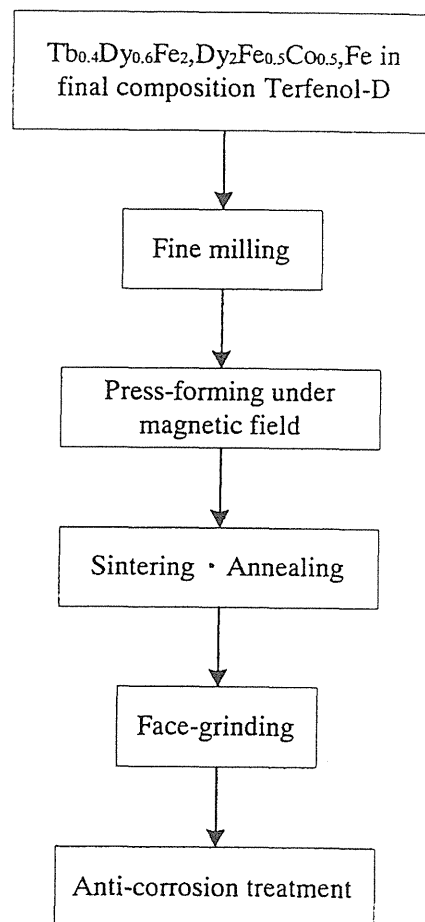 Tb0.4Dy0.6Fe2,Dy2Fe0.5Co0.5,Fe in
final composition Terfenol-D
Fine milling
Press-forming under
magnetic field
Sintering・Annealing
Face-grinding
Anti-corrosion treatment